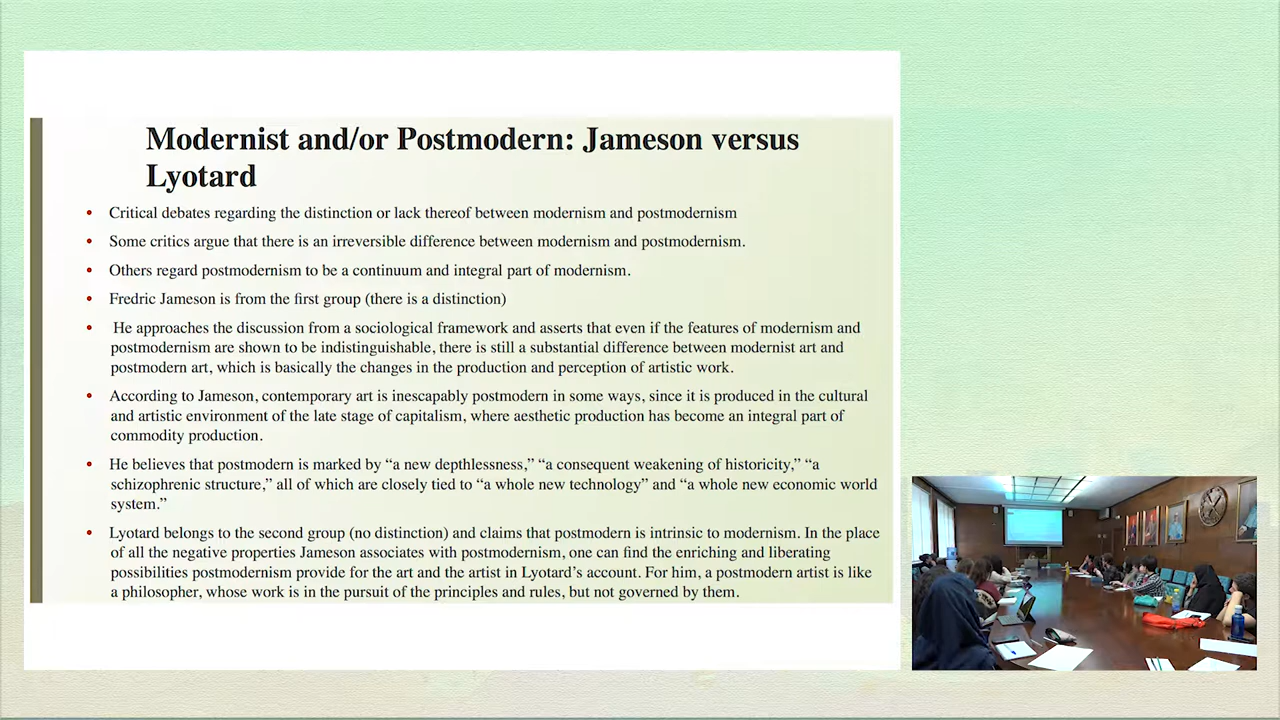 Modernist and/or Postmodern: Jameson versus
Lyotard
• Critical debates regarding the distinction or lack thereof between modernism and postmodernism
• Some critics argue that there is an irreversible difference between modernism and postmodernism.
• Others regard postmodernism to be a continuum and integral part of modernism.
• Fredric Jameson is from the first group (there is a distinction)
• He approaches the discussion from a sociological framework and asserts that even if the features of modernism and
postmodernism are shown to be indistinguishable, there is still a substantial difference between modernist art and
postmodern art, which is basically the changes in the production and perception of artistic work.
• According to Jameson, contemporary art is inescapably postmodern in some ways, since it is produced in the cultural
and artistic environment of the late stage of capitalism, where aesthetic production has become an integral part of
commodity production.
• He believes that postmodern is marked by “a new depthlessness,” “a consequent weakening of historicity,” “a
schizophrenic structure,” all of which are closely tied to “a whole new technology” and “a whole new economic world
system.”
• Lyotard belongs to the second group (no distinction) and claims that postmodern is intrinsic to modernism. In the place
of all the negative properties Jameson associates with postmodernism, one can find the enriching and liberating
possibilities postmodernism provide for the art and the artist in Lyotard’s account. For him, a postmodern artist is like
a philosopher, whose work is in the pursuit of the principles and rules, but not governed by them.